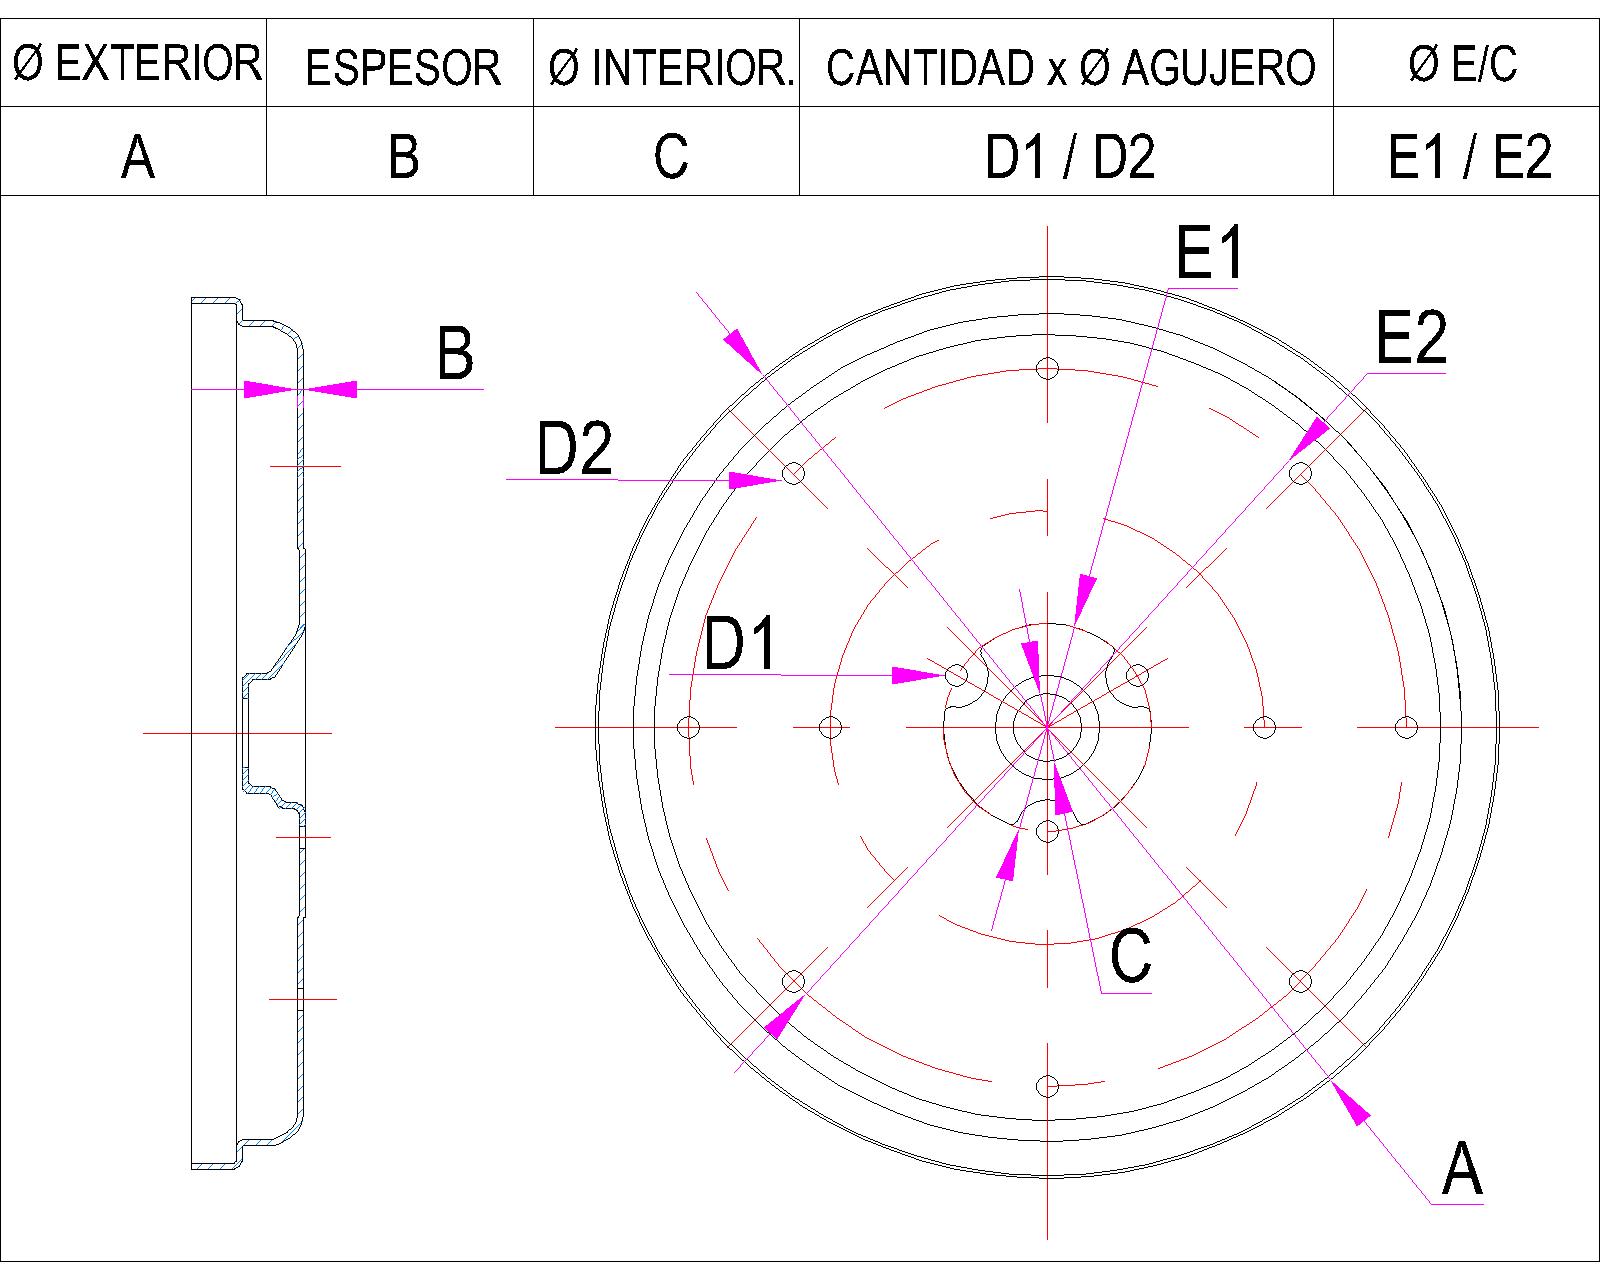 Ø EXTERIOR ESPESOR Ø INTERIOR. CANTIDAD x Ø AGUJERO Ø E/C
A B C D1 / D2 E1 / E2
E1
E2
B
D2
D1
C
A